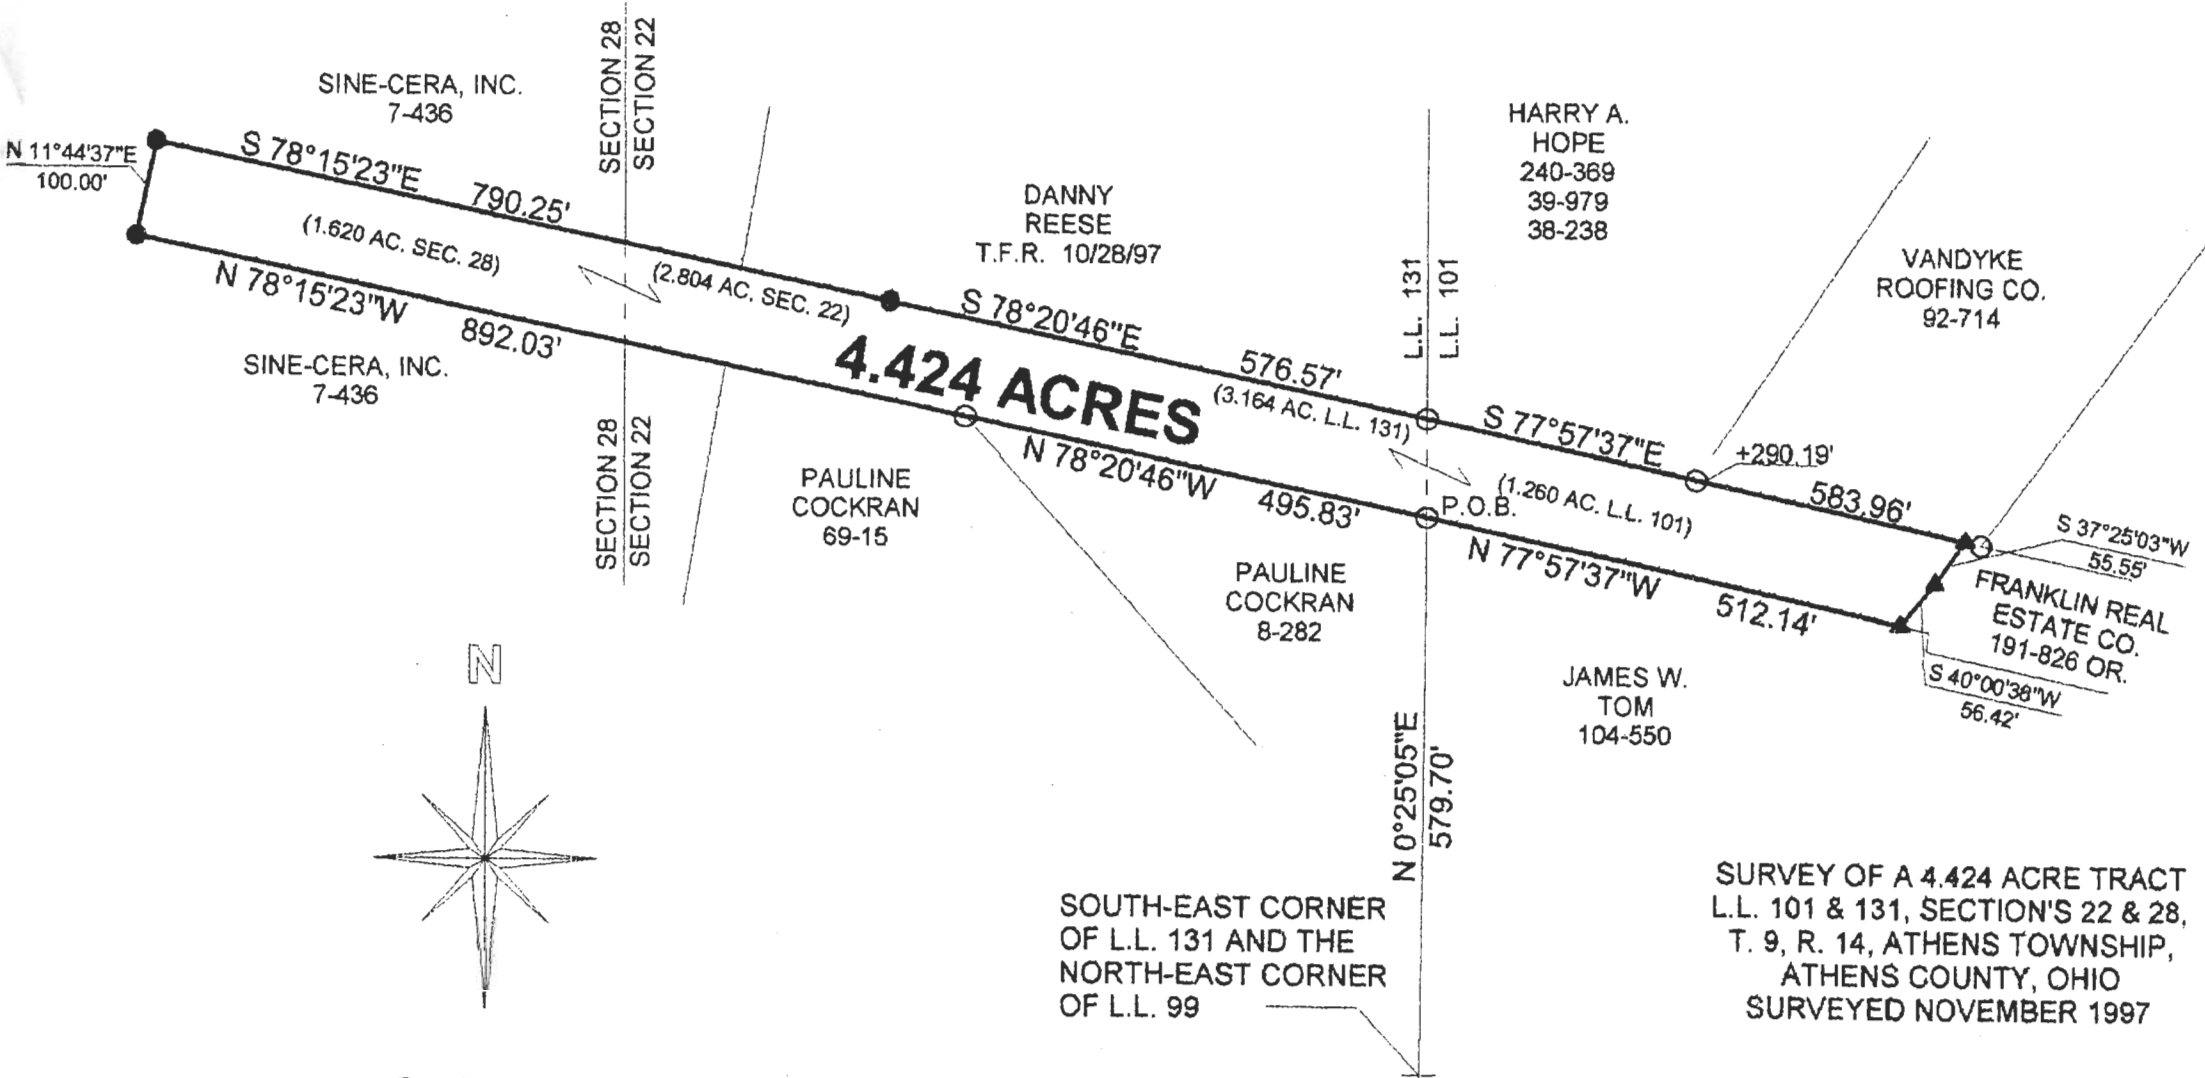 SINE-CERA, INC.
7-436
SECTION 28
SECTION 22
N 11°44'37"E
100.00'
S 78°15'23"E 790.25'
(1.620 AC. SEC. 28)
(2.804 AC. SEC. 22)
N 78°15'23"W 892.03'
SINE-CERA, INC.
7-436
SECTION 28
SECTION 22
DANNY
REESE
T.F.R. 10/28/97
S 78°20'46"E 576.57'
4.424 ACRES
(3.164 AC. L.L. 131)
N 78°20'46"W 495.83'
L.L. 131
L.L. 101
HARRY A.
HOPE
240-369
39-979
38-238
VANDYKE
ROOFING CO.
92-714
S 77°57'37"E 583.96'
+290.19'
(1.260 AC. L.L. 101)
P.O.B.
N 77°57'37"W 512.14'
S 37°25'03"W
55.55'
FRANKLIN REAL
ESTATE CO.
191-826 OR.
S 40°00'38"W
56.42'
PAULINE
COCKRAN
69-15
PAULINE
COCKRAN
8-282
JAMES W.
TOM
104-550
N
N 0°25'05"E
579.70'
SOUTH-EAST CORNER
OF L.L. 131 AND THE
NORTH-EAST CORNER
OF L.L. 99
SURVEY OF A 4.424 ACRE TRACT
L.L. 101 & 131, SECTION'S 22 & 28,
T. 9, R. 14, ATHENS TOWNSHIP,
ATHENS COUNTY, OHIO
SURVEYED NOVEMBER 1997